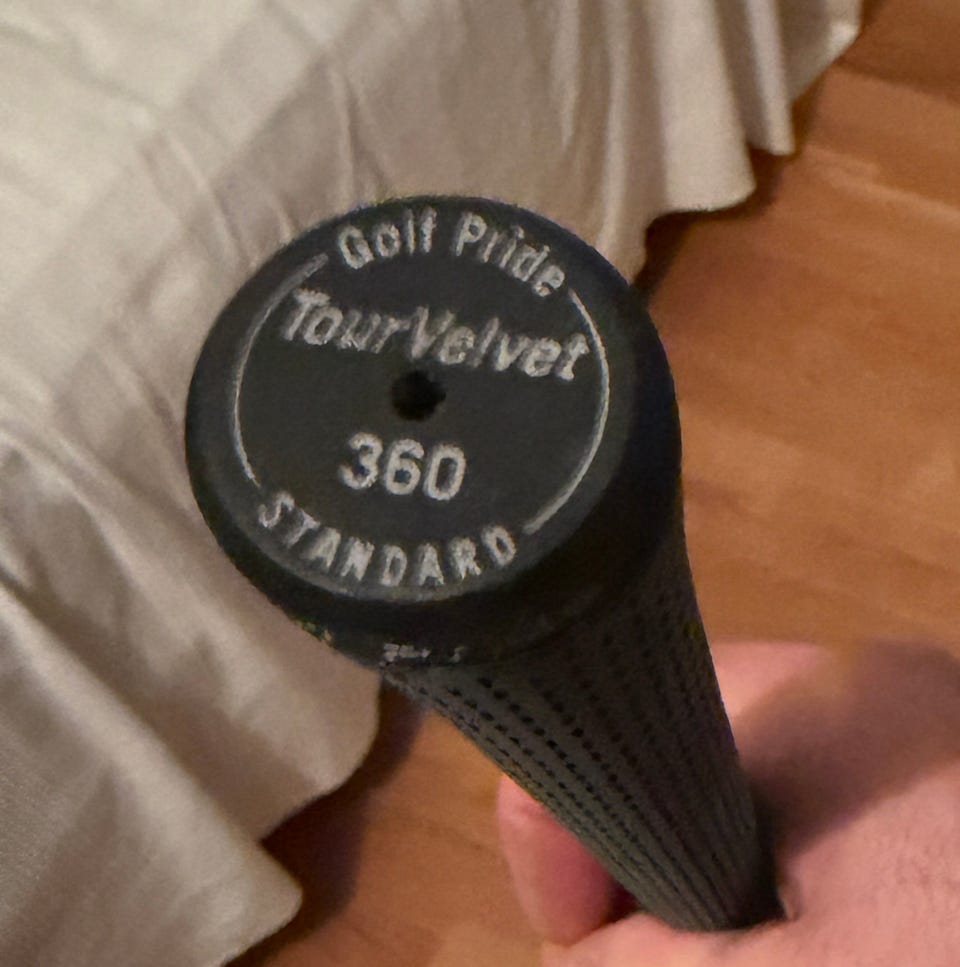 Golf Pride
TourVelvet
360
STANDARD